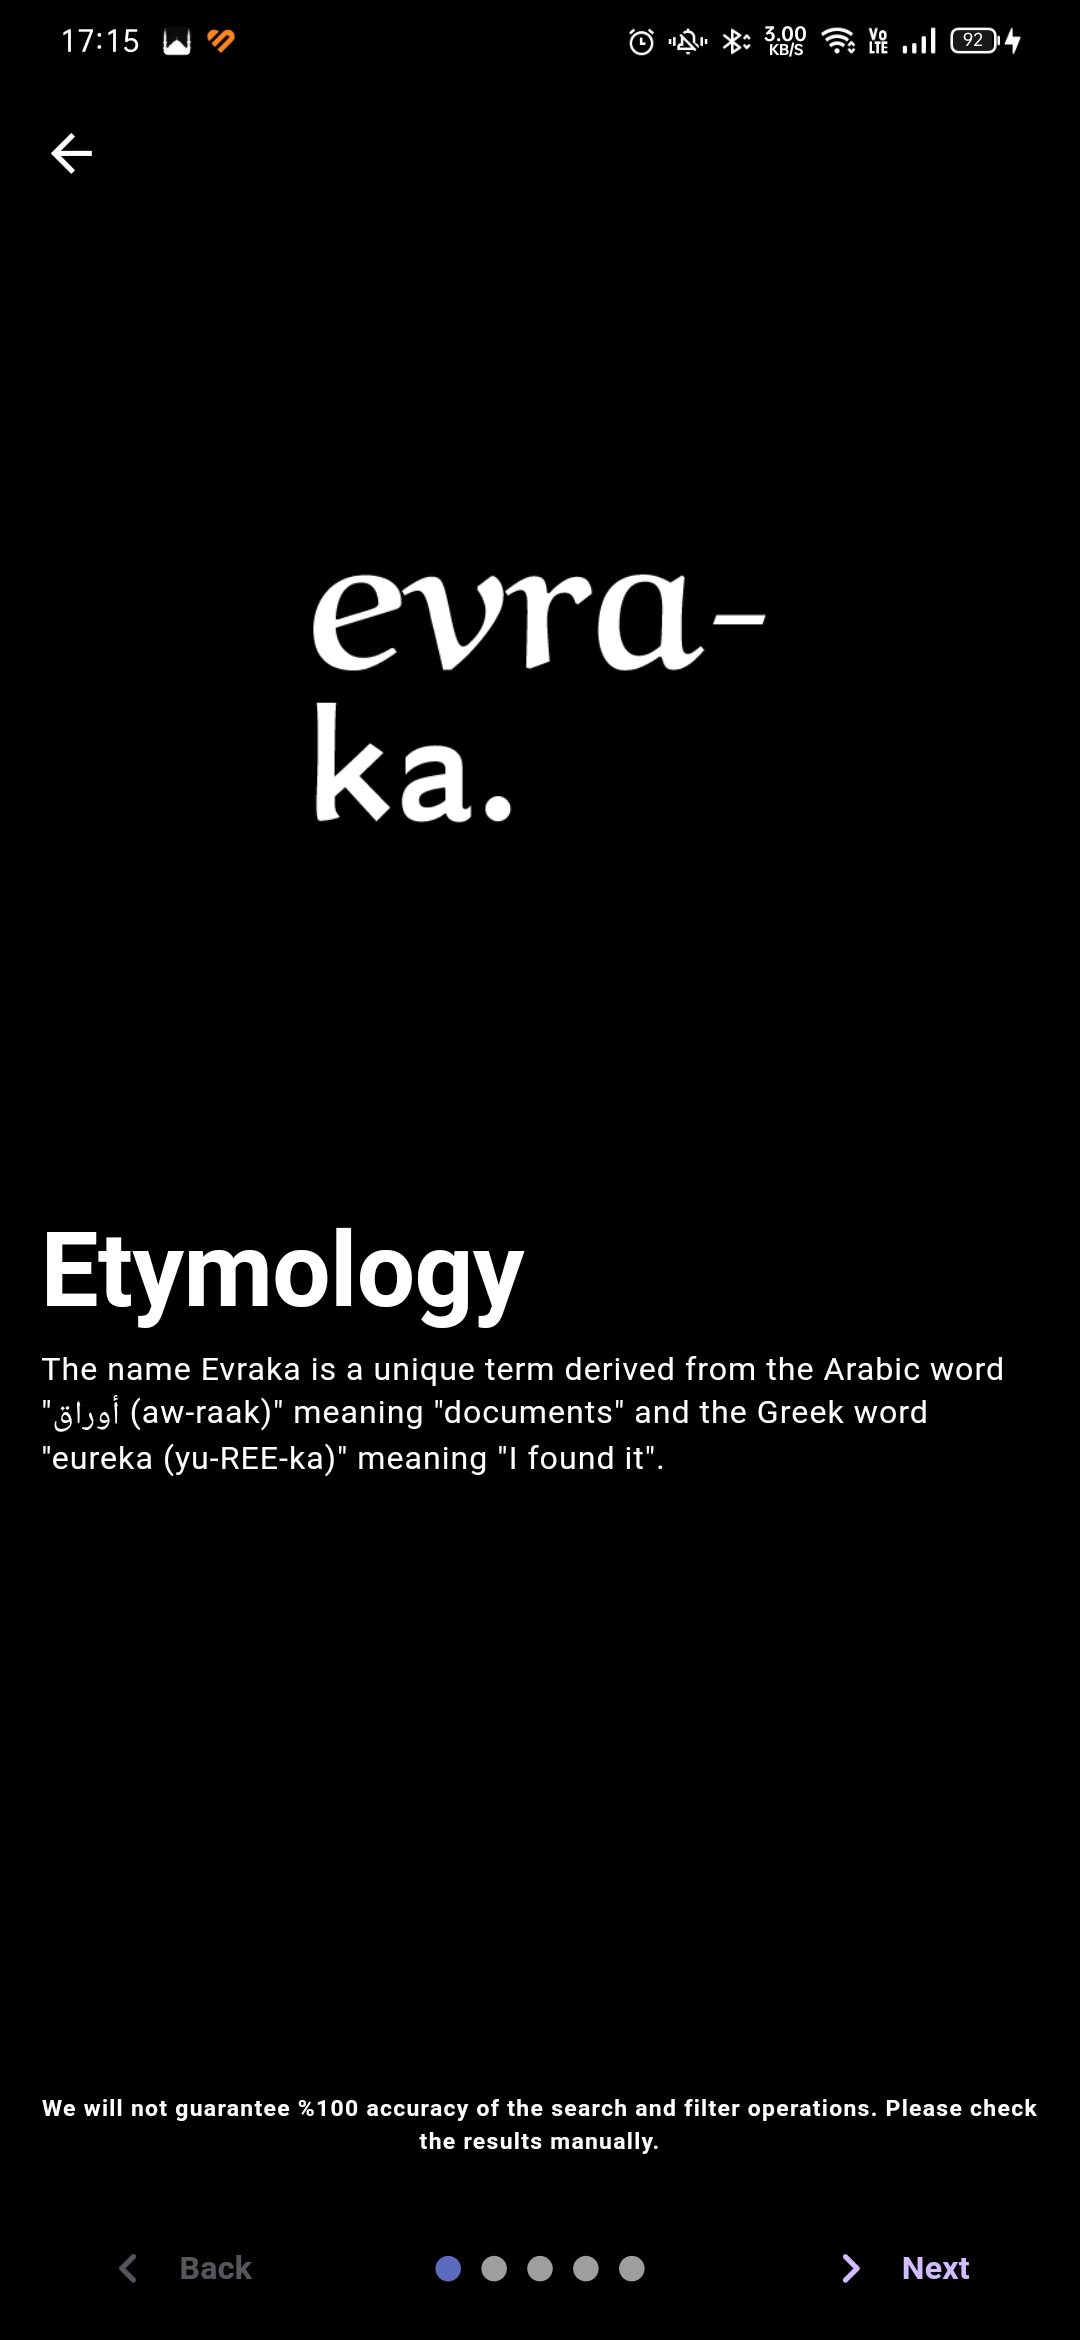 17:15 3.00 KB/S Vo LTE 92
evra-
ka.
Etymology
The name Evraka is a unique term derived from the Arabic word
"أوراق (aw-raak)" meaning "documents" and the Greek word
"eureka (yu-REE-ka)" meaning "I found it".
We will not guarantee %100 accuracy of the search and filter operations. Please check
the results manually.
Back Next